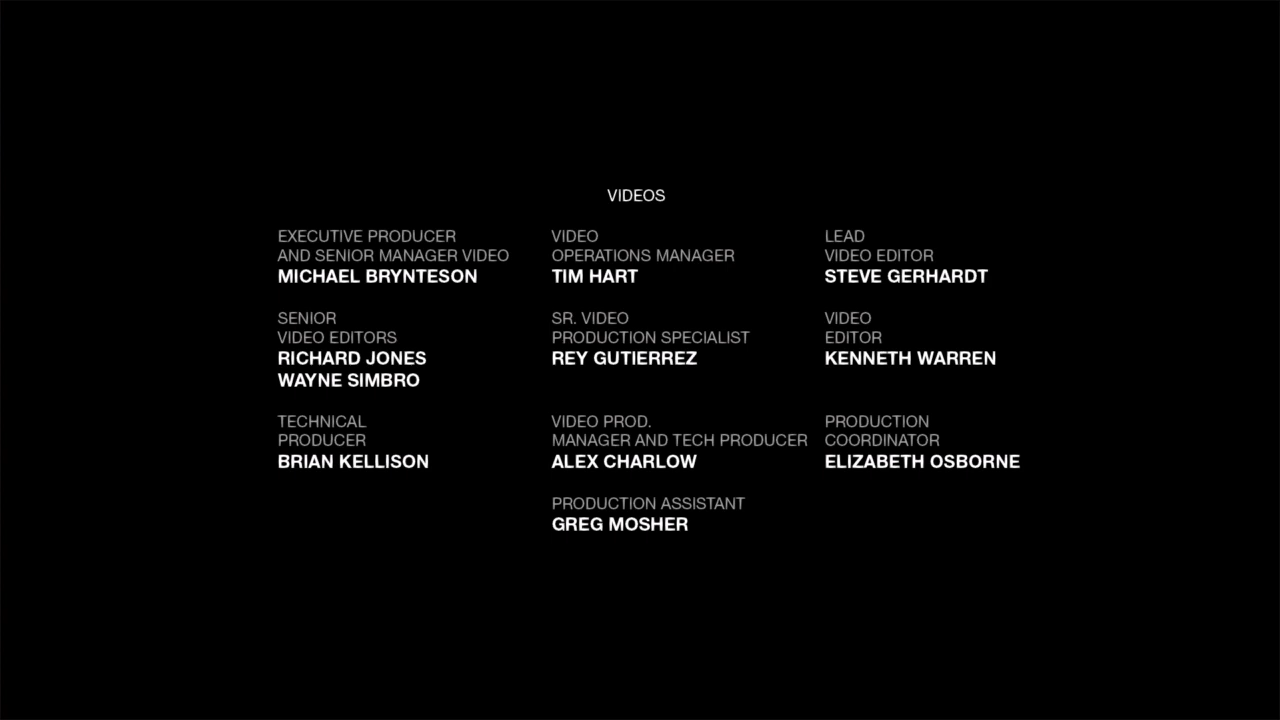 VIDEOS
EXECUTIVE PRODUCER
AND SENIOR MANAGER VIDEO
MICHAEL BRYNTESON
VIDEO
OPERATIONS MANAGER
TIM HART
LEAD
VIDEO EDITOR
STEVE GERHARDT
SENIOR
VIDEO EDITORS
RICHARD JONES
WAYNE SIMBRO
SR. VIDEO
PRODUCTION SPECIALIST
REY GUTIERREZ
VIDEO
EDITOR
KENNETH WARREN
TECHNICAL
PRODUCER
BRIAN KELLISON
VIDEO PROD.
MANAGER AND TECH PRODUCER
ALEX CHARLOW
PRODUCTION
COORDINATOR
ELIZABETH OSBORNE
PRODUCTION ASSISTANT
GREG MOSHER